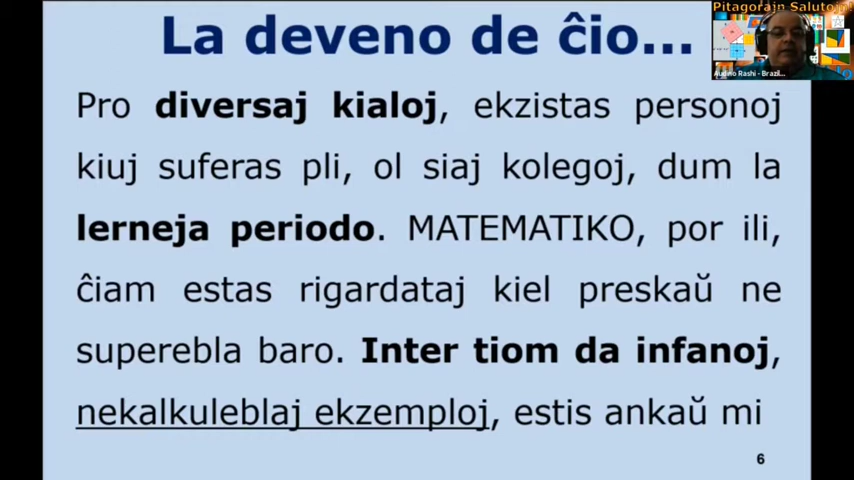 La deveno de ĉio...
Pro diversaj kialoj, ekzistas personoj
kiuj suferas pli, ol siaj kolegoj, dum la
lerneja periodo. MATEMATIKO, por ili,
ĉiam estas rigardataj kiel preskaŭ ne
superebla baro. Inter tiom da infanoj,
nekalkuleblaj ekzemploj, estis ankaŭ mi
6
Pitagorajn Salutojn!
Rashi - Brazil...